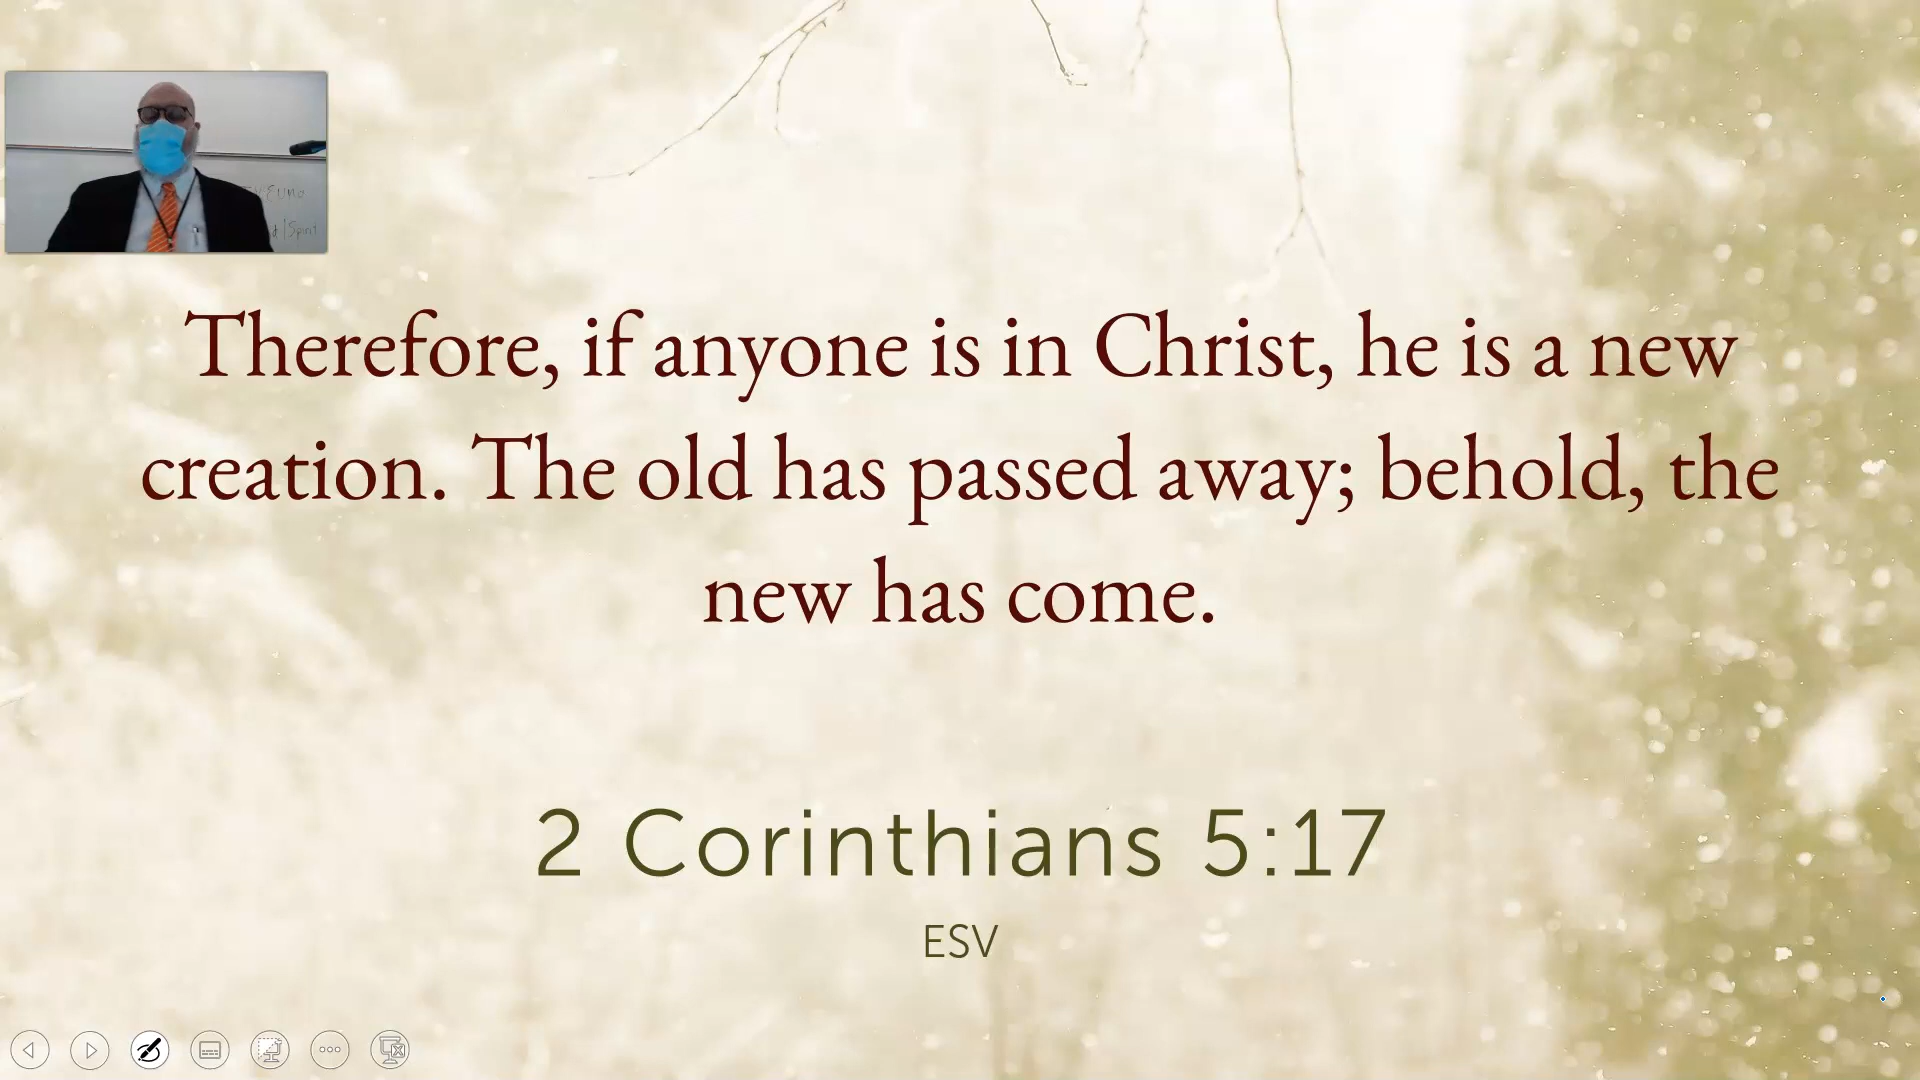 Therefore, if anyone is in Christ, he is a new
creation. The old has passed away; behold, the
new has come.
2 Corinthians 5:17
ESV
Spirit